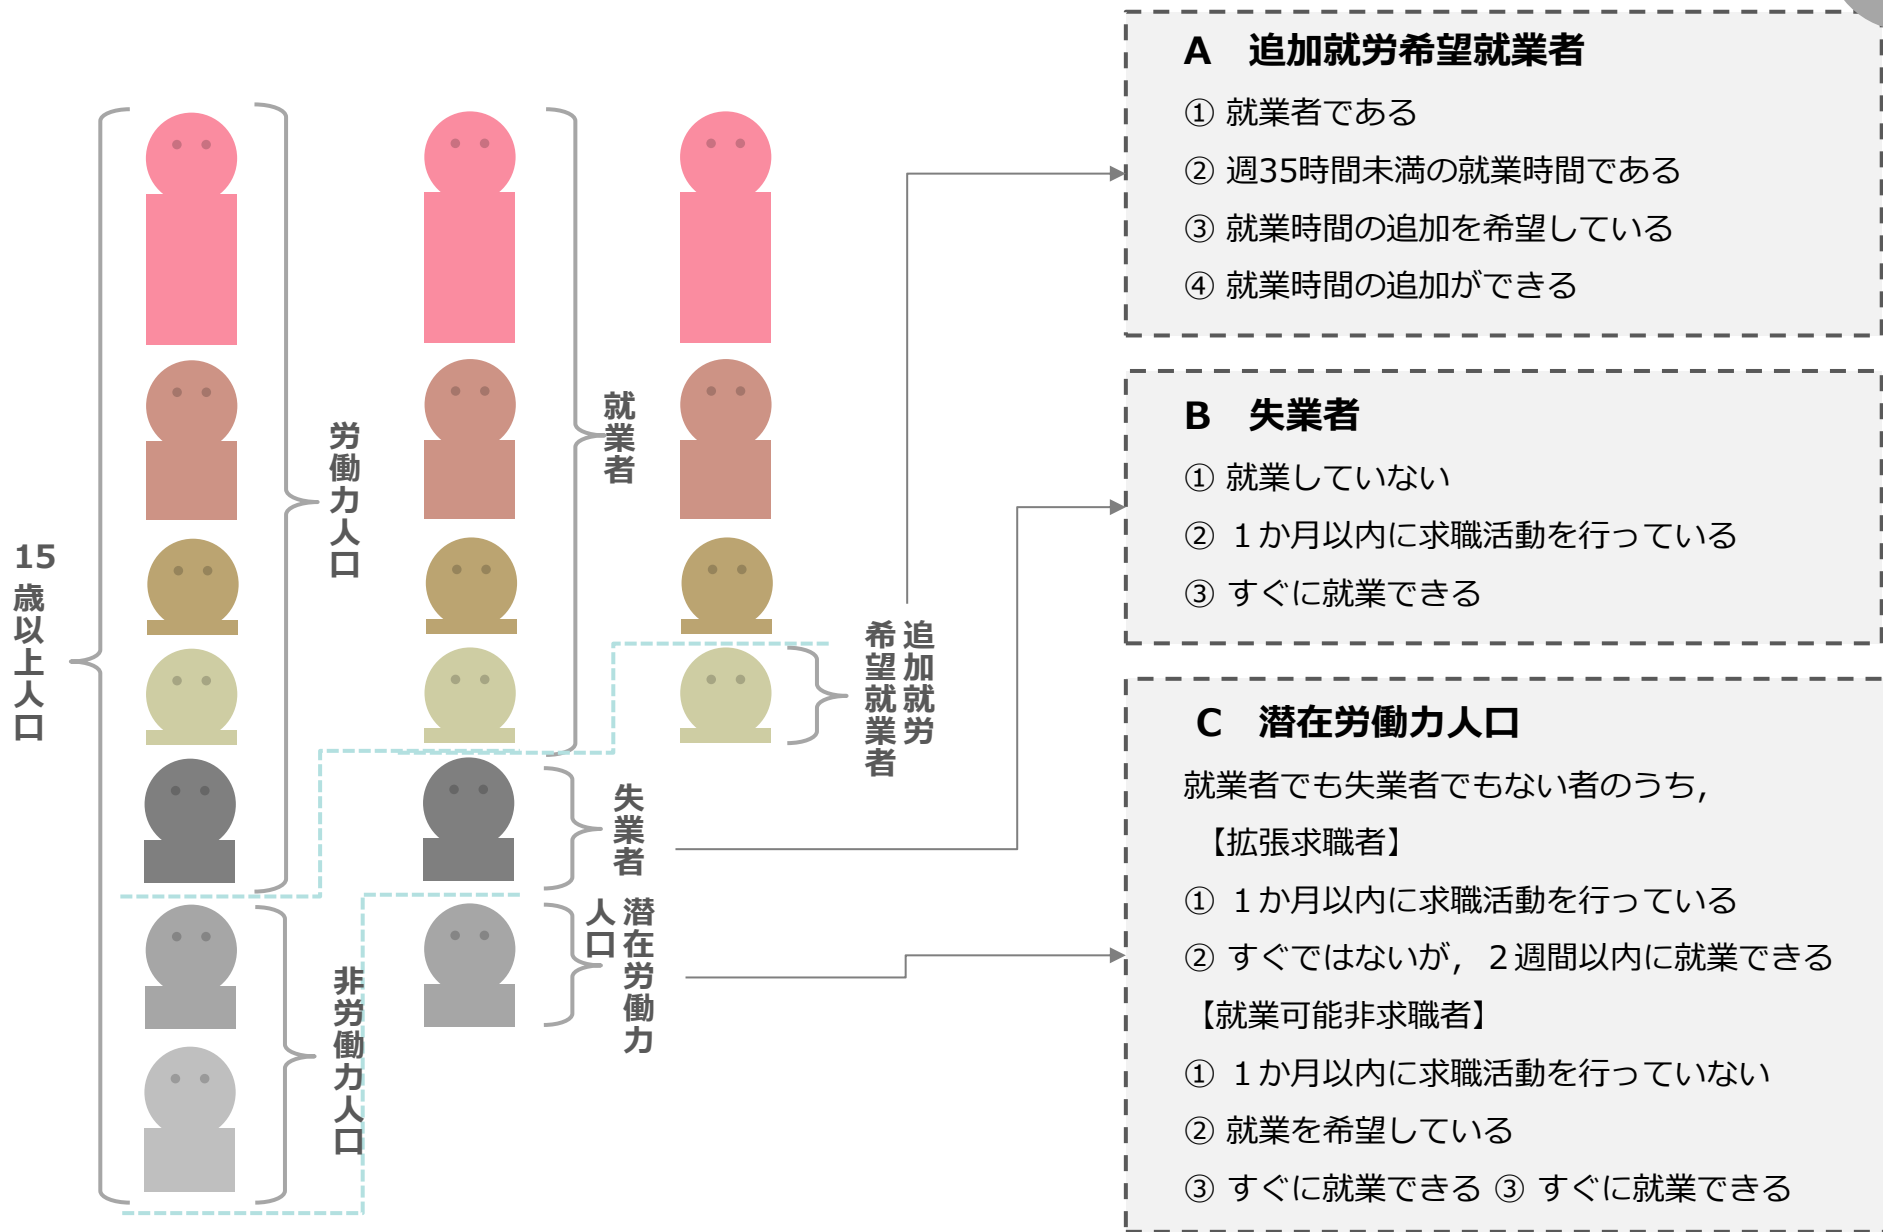 15歳以上人口
労働力人口
非労働力人口
就業者
失業者
潜在労働力
人口
追加就労
希望就業者
A 追加就労希望就業者
① 就業者である
② 週35時間未満の就業時間である
③ 就業時間の追加を希望している
④ 就業時間の追加ができる
B 失業者
① 就業していない
② １か月以内に求職活動を行っている
③ すぐに就業できる
C 潜在労働力人口
就業者でも失業者でもない者のうち，
【拡張求職者】
① １か月以内に求職活動を行っている
② すぐではないが，２週間以内に就業できる
【就業可能非求職者】
① １か月以内に求職活動を行っていない
② 就業を希望している
③ すぐに就業できる ③ すぐに就業できる